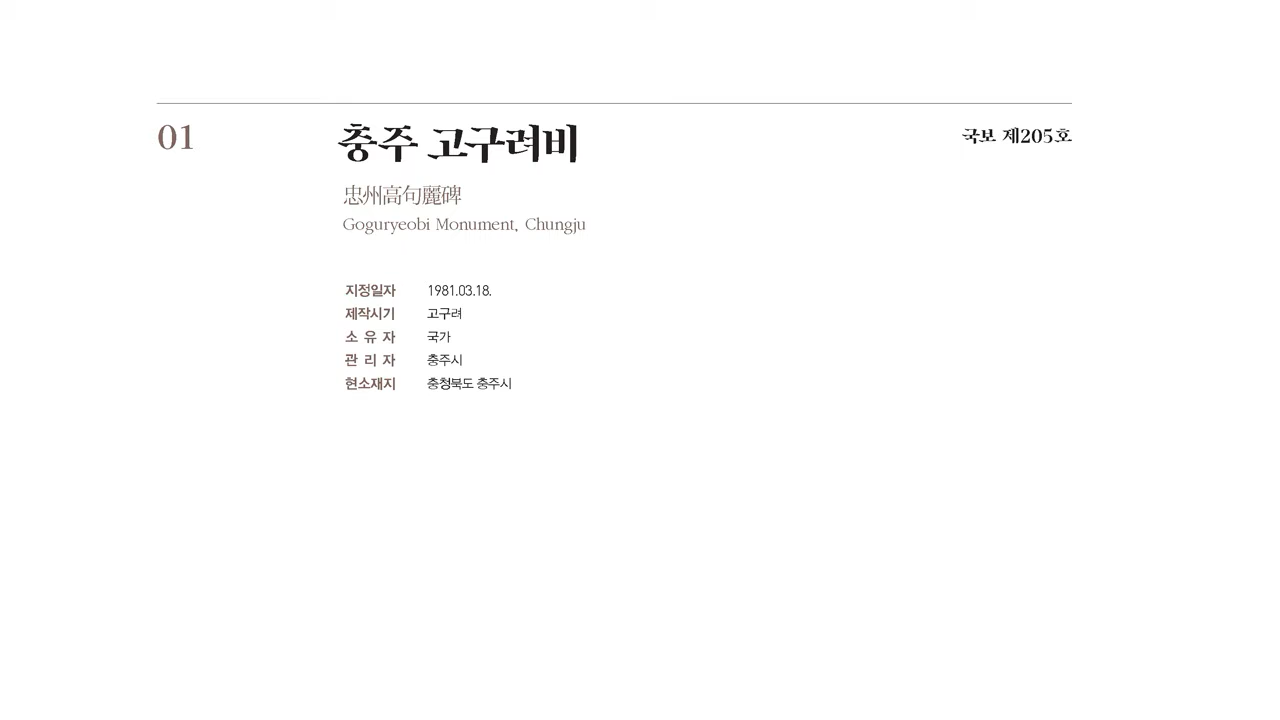 01
충주 고구려비
국보 제205호
忠州高句麗碑
Goguryeobi Monument, Chungju
지정일자 1981.03.18.
제작시기 고구려
소 유 자 국가
관 리 자 충주시
현소재지 충청북도 충주시